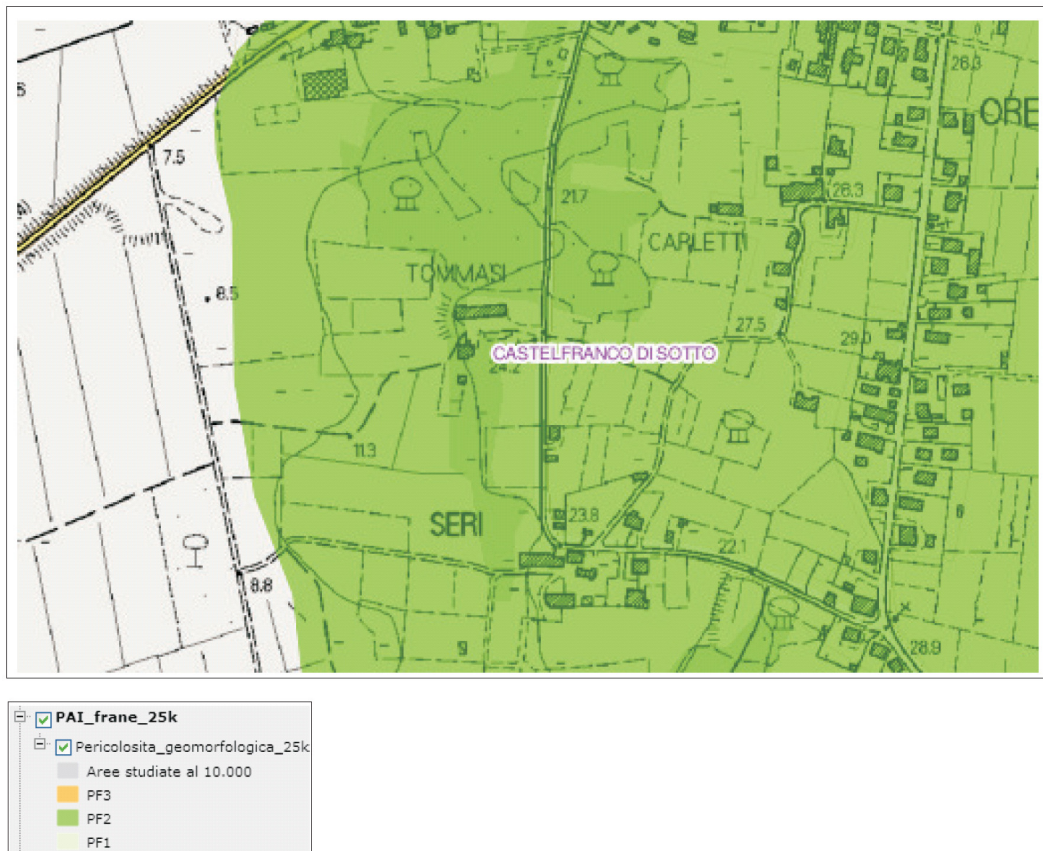 26.3
ORE
7.5
21.7
26.3
CARLETTI
TOMMASI
8.5
27.5
29.0
CASTELFRANCO DI SOTTO
24.2
11.3
SERI
23.8
22.1
8.8
28.9
PAI_frane_25k
Pericolosita_geomorfologica_25k
Aree studiate al 10.000
PF3
PF2
PF1